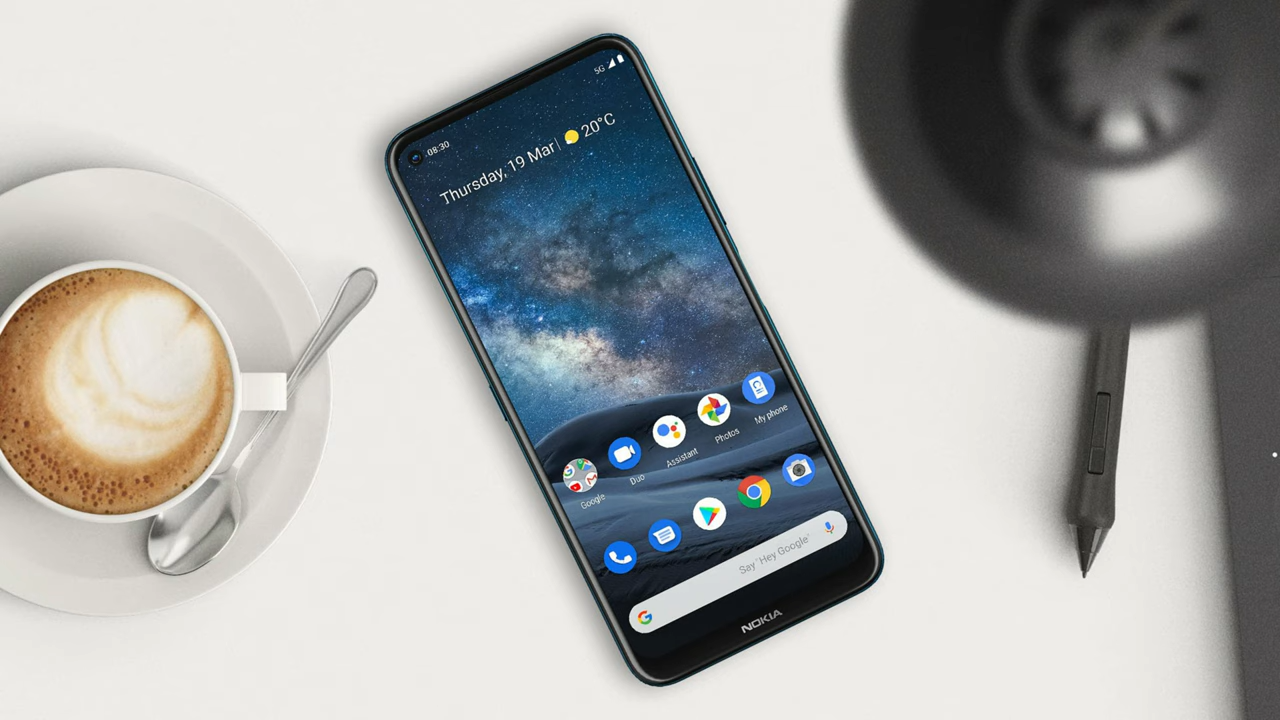 08:30
5G
Thursday, 19 Mar | 20°C
Google
Duo
Assistant
Photos
My phone
Say "Hey Google"
NOKIA